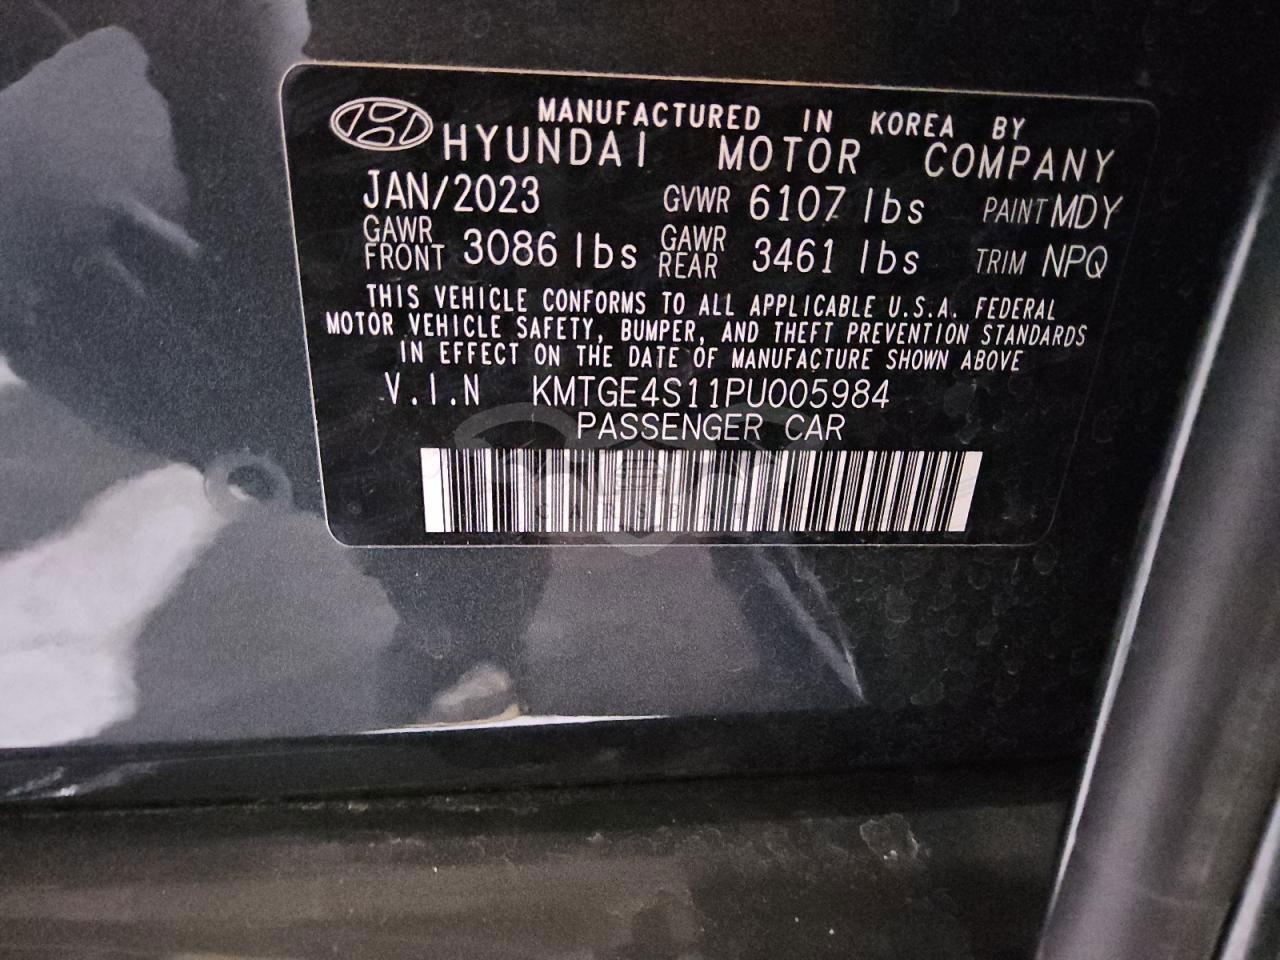 MANUFACTURED IN KOREA BY
HYUNDAI MOTOR COMPANY
JAN/2023 GVWR 6107 lbs PAINT MDY
GAWR FRONT 3086 lbs GAWR REAR 3461 lbs TRIM NPQ
THIS VEHICLE CONFORMS TO ALL APPLICABLE U.S.A. FEDERAL
MOTOR VEHICLE SAFETY, BUMPER, AND THEFT PREVENTION STANDARDS
IN EFFECT ON THE DATE OF MANUFACTURE SHOWN ABOVE
V.I.N KMTGE4S11PU005984
PASSENGER CAR